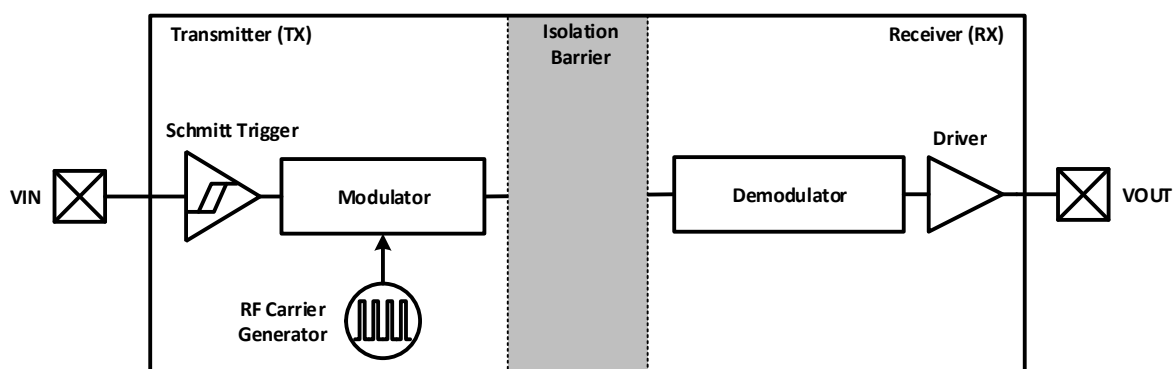 Transmitter (TX)
Isolation
Barrier
Receiver (RX)
Schmitt Trigger
Driver
VIN
Modulator
Demodulator
VOUT
RF Carrier
Generator